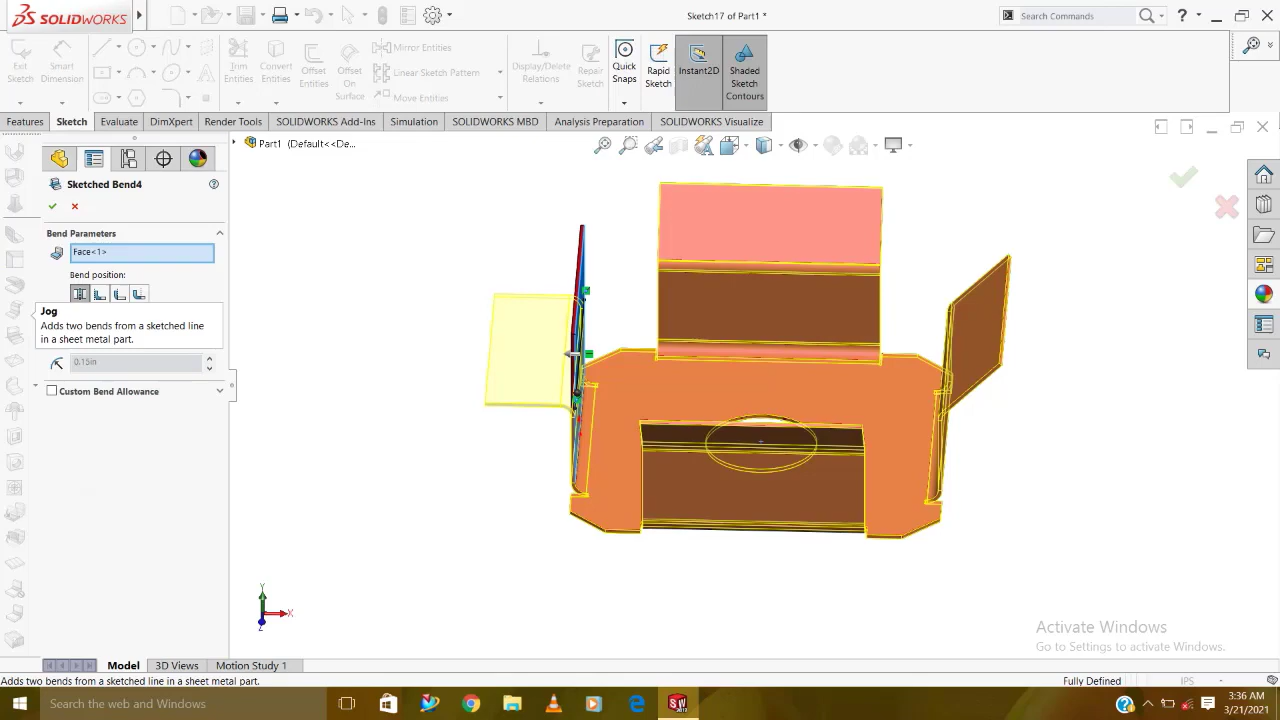 SOLIDWORKS
Sketch17 of Part1 *
Search Commands
Exit Sketch
Smart Dimension
Trim Entities
Convert Entities
Offset Entities
Offset On Surface
Mirror Entities
Linear Sketch Pattern
Move Entities
Display/Delete Relations
Repair Sketch
Quick Snaps
Rapid Sketch
Instant2D
Shaded Sketch Contours
Features
Sketch
Evaluate
DimXpert
Render Tools
SOLIDWORKS Add-Ins
Simulation
SOLIDWORKS MBD
Analysis Preparation
SOLIDWORKS Visualize
Part1 (Default<<De...
Sketched Bend4
Bend Parameters
Face<1>
Bend position:
Jog
Adds two bends from a sketched line
in a sheet metal part.
0.15in
Custom Bend Allowance
Y
X
Z
Activate Windows
Go to Settings to activate Windows.
Model
3D Views
Motion Study 1
Adds two bends from a sketched line in a sheet metal part.
Fully Defined
IPS
Search the web and Windows
3:36 AM
3/21/2021